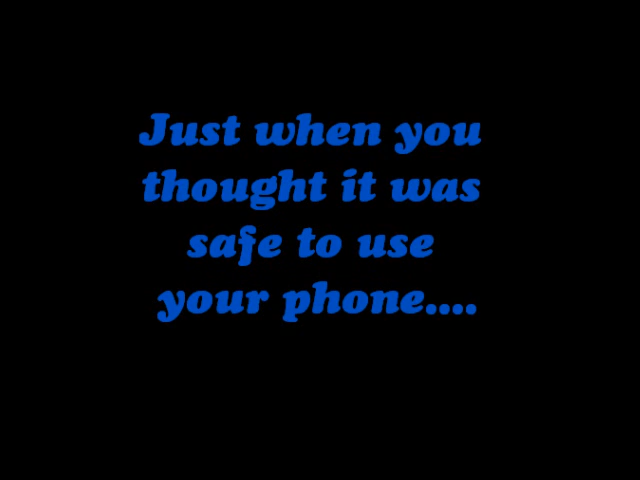 Just when you
thought it was
safe to use
your phone....